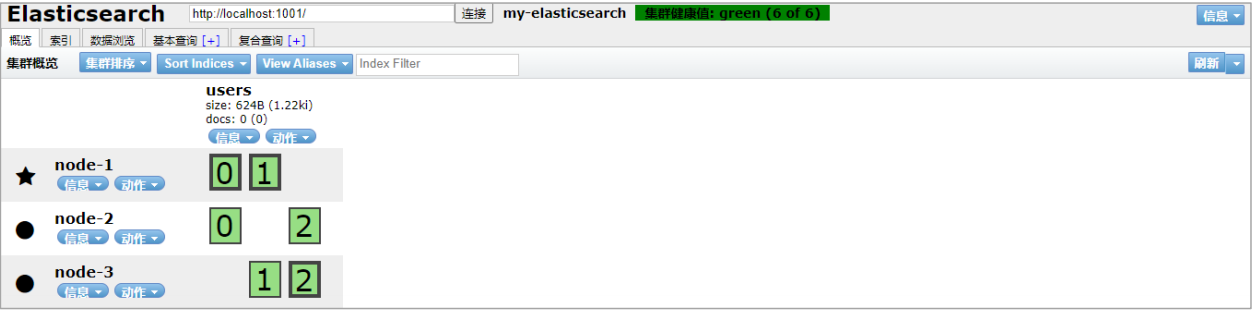 Elasticsearch http://localhost:1001/ 连接 my-elasticsearch 集群健康值: green (6 of 6) 信息
概览 索引 数据浏览 基本查询 [+] 复合查询 [+]
集群概览 集群排序 Sort Indices View Aliases Index Filter 刷新
users
size: 624B (1.22ki)
docs: 0 (0)
信息 动作
node-1 0 1
信息 动作
node-2 0 2
信息 动作
node-3 1 2
信息 动作